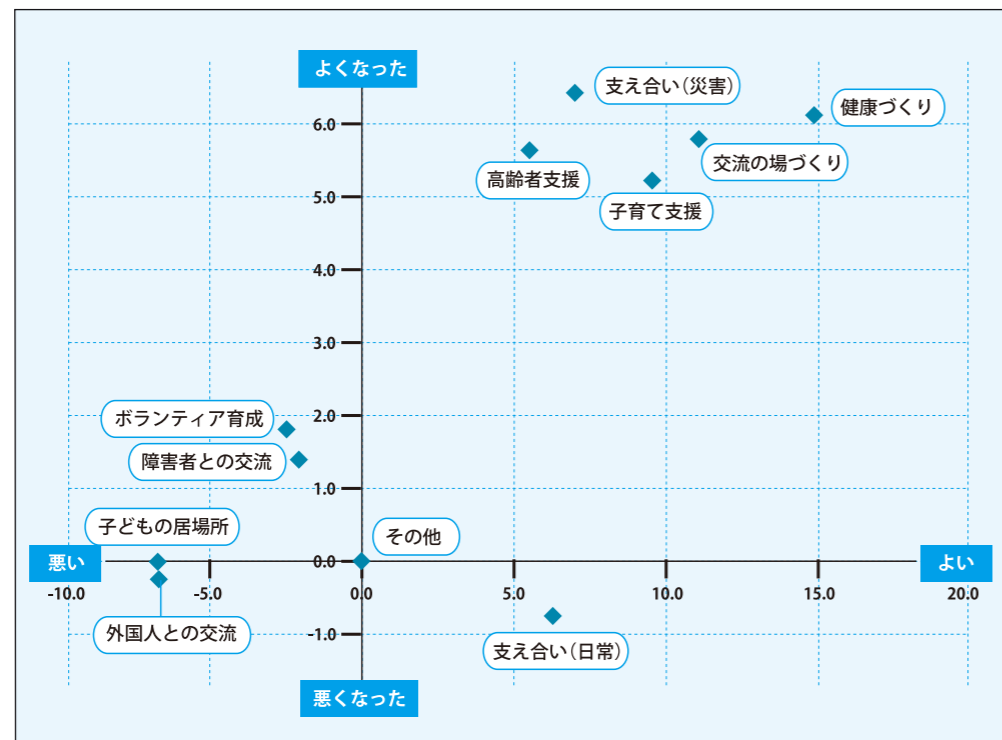 よくなった
支え合い（災害）
健康づくり
6.0
交流の場づくり
高齢者支援
5.0
子育て支援
4.0
3.0
2.0
ボランティア育成
障害者との交流
1.0
子どもの居場所
その他
悪い
0.0
よい
-10.0
-5.0
0.0
5.0
10.0
15.0
20.0
外国人との交流
-1.0
支え合い（日常）
悪くなった